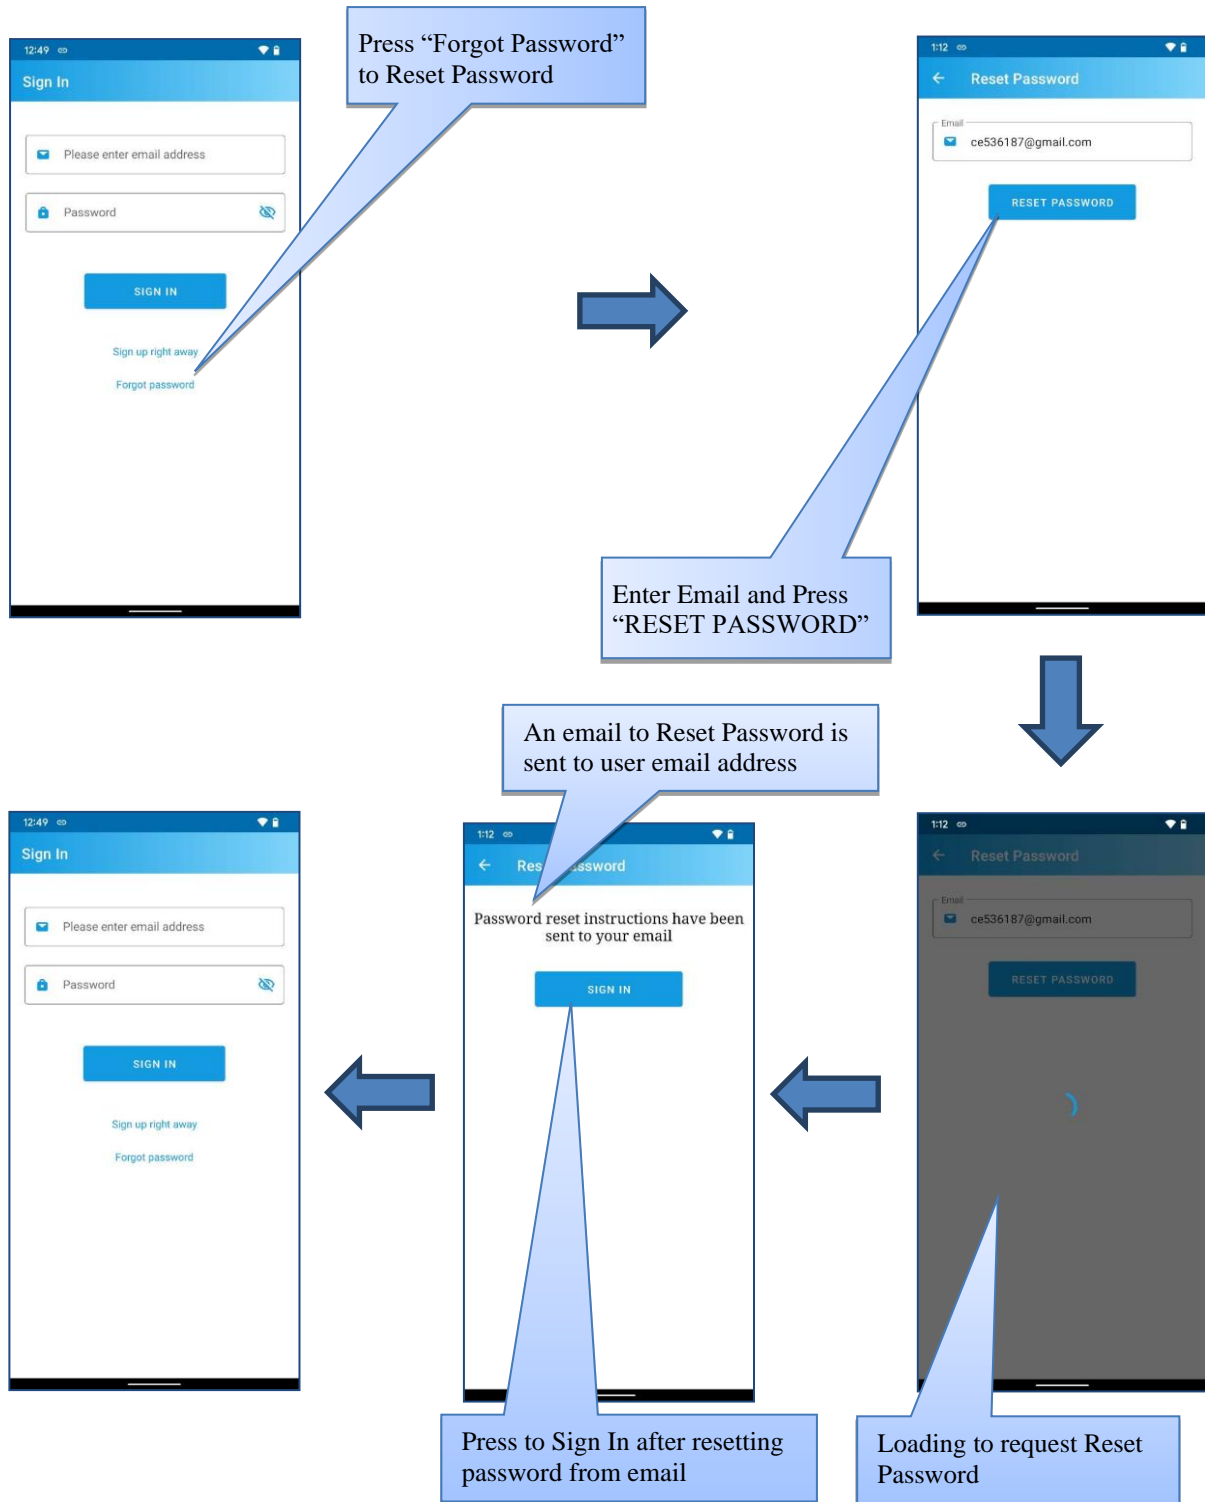 Press “Forgot Password”
to Reset Password
12:49
Sign In
Please enter email address
Password
SIGN IN
Sign up right away
Forgot password
1:12
Reset Password
Email
ce536187@gmail.com
RESET PASSWORD
Enter Email and Press
“RESET PASSWORD”
1:12
Reset Password
Email
ce536187@gmail.com
RESET PASSWORD
Loading to request Reset
Password
An email to Reset Password is
sent to user email address
1:12
Res ssword
Password reset instructions have been
sent to your email
SIGN IN
Press to Sign In after resetting
password from email
12:49
Sign In
Please enter email address
Password
SIGN IN
Sign up right away
Forgot password